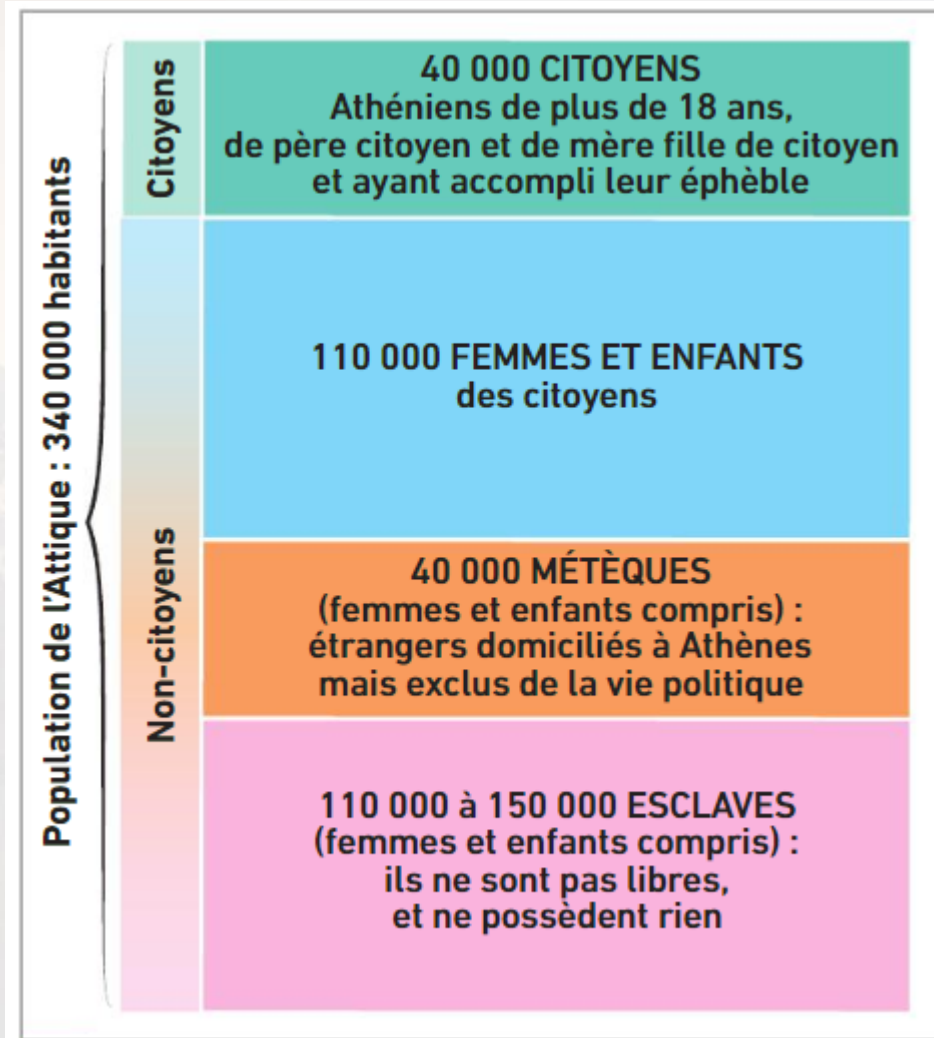 Population de l'Attique : 340 000 habitants
Citoyens
40 000 CITOYENS
Athéniens de plus de 18 ans,
de père citoyen et de mère fille de citoyen
et ayant accompli leur éphèble
Non-citoyens
110 000 FEMMES ET ENFANTS
des citoyens
40 000 MÉTÈQUES
(femmes et enfants compris) :
étrangers domiciliés à Athènes
mais exclus de la vie politique
110 000 à 150 000 ESCLAVES
(femmes et enfants compris) :
ils ne sont pas libres,
et ne possèdent rien